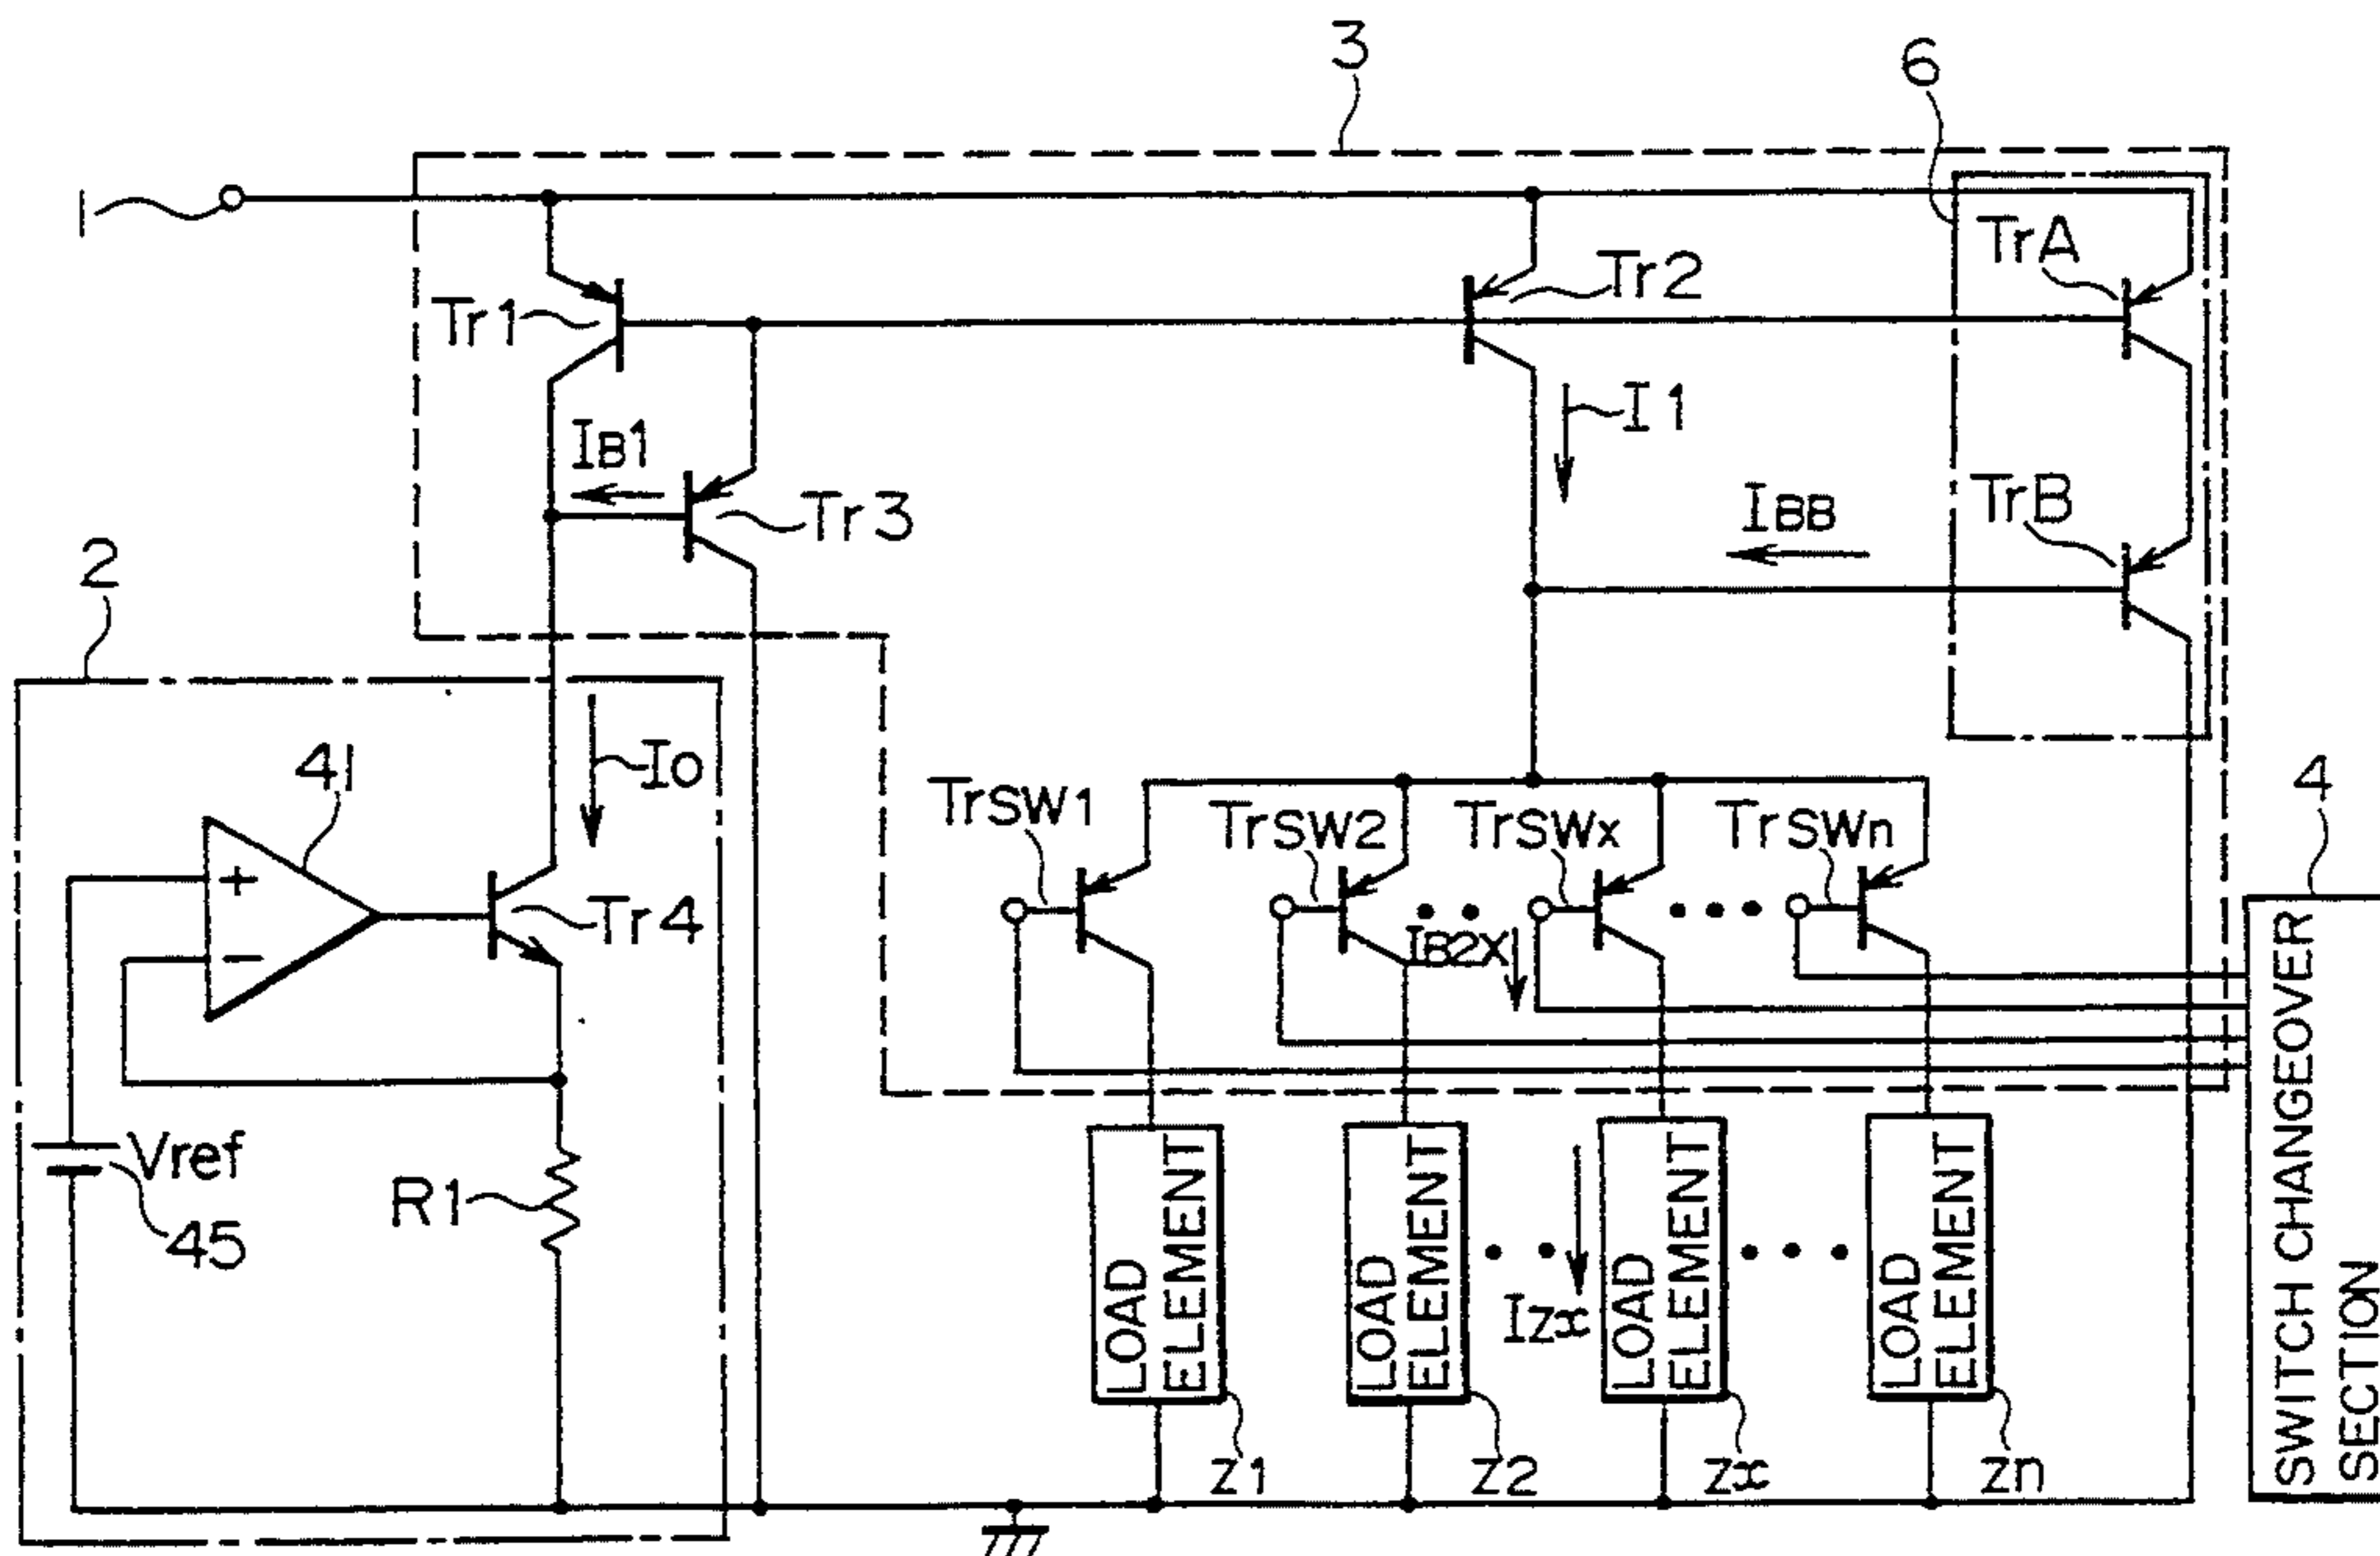 3
6
1
Tr1
Tr2
TrA
I1
IB1
Tr3
IBB
TrB
2
41
Io
TrSW1
TrSW2
TrSWx
TrSWn
4
+
−
Tr4
IB2X
Vref
45
R1
LOAD ELEMENT
LOAD ELEMENT
Izx
LOAD ELEMENT
LOAD ELEMENT
SWITCH CHANGEOVER
SECTION
z1
z2
zx
zn